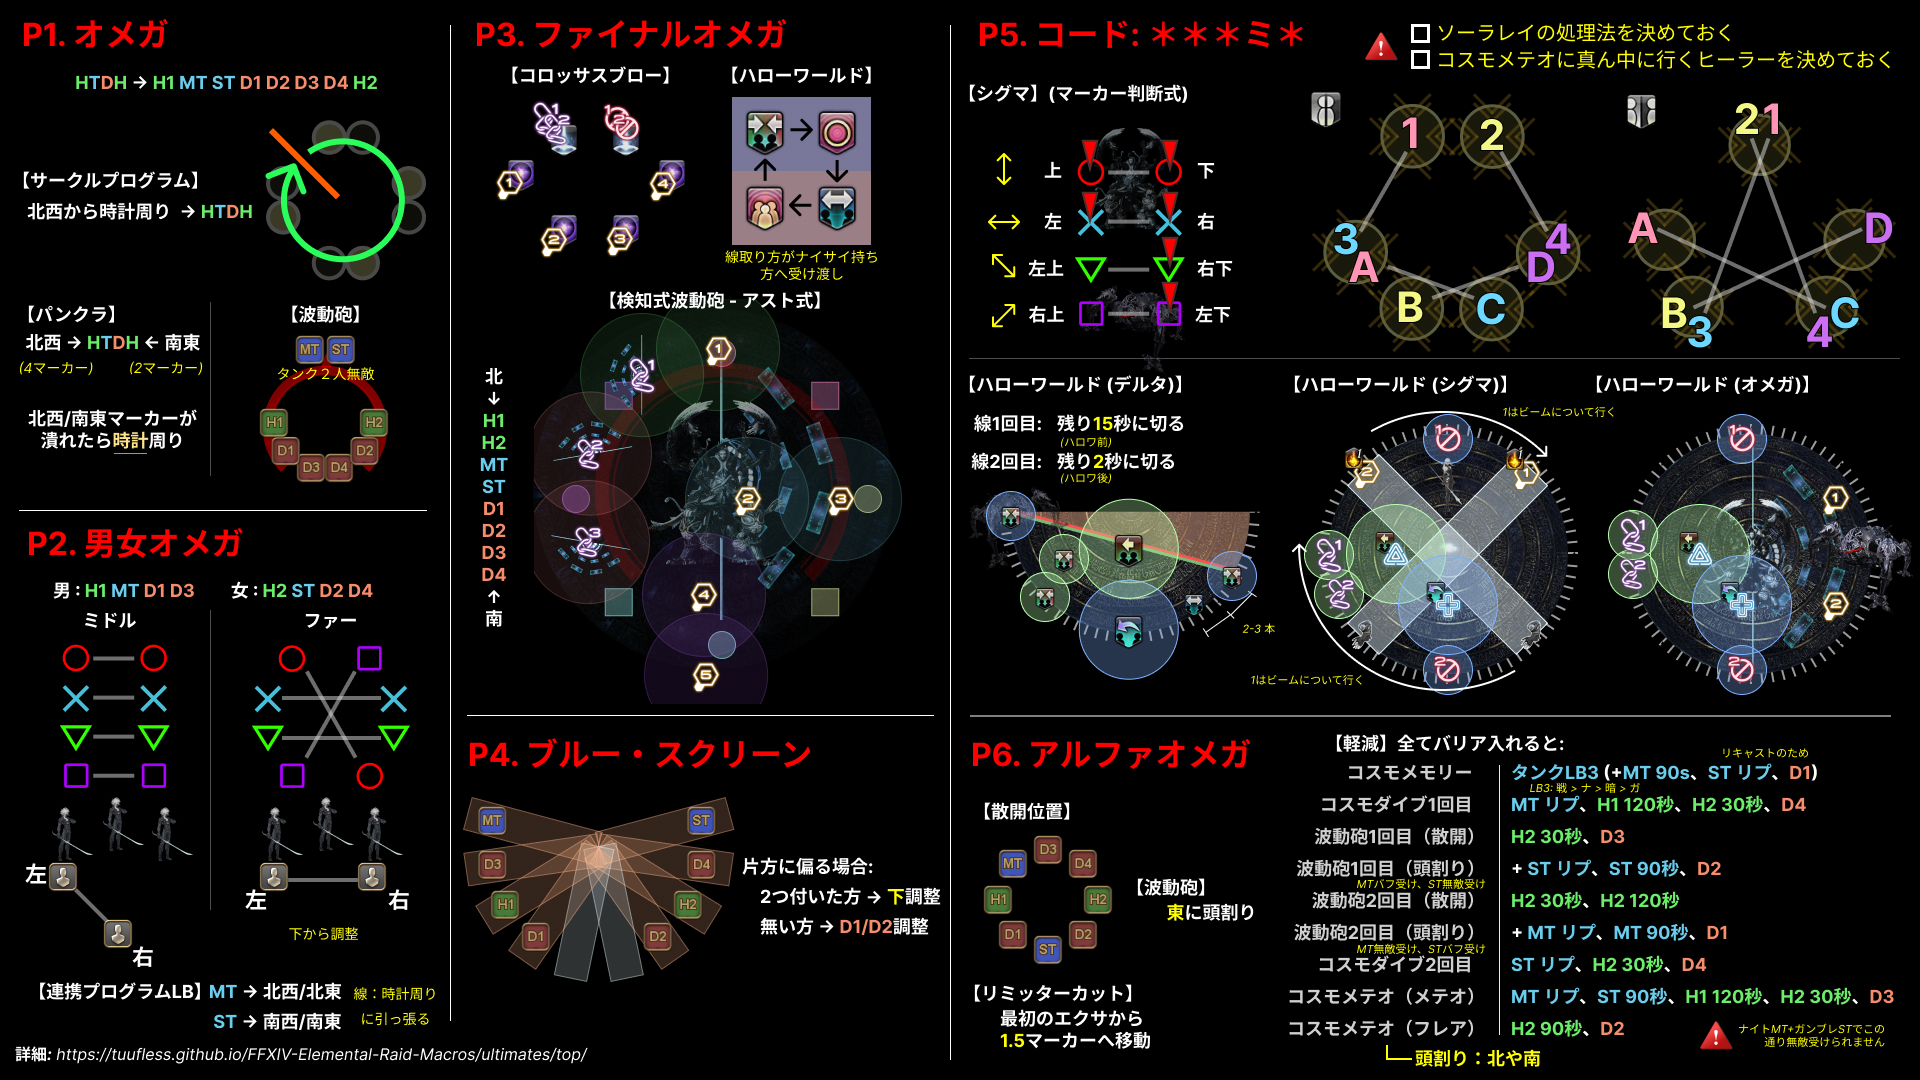 P1. オメガ
HTDH → H1 MT ST D1 D2 D3 D4 H2
【サークルプログラム】
北西から時計周り → HTDH
【パンクラ】
北西 → HTDH ← 南東
(4マーカー) (2マーカー)
北西/南東マーカーが
潰れたら時計周り
【波動砲】
MT ST
タンク２人無敵
H1 H2
D1 D2
D3 D4
P2. 男女オメガ
男 : H1 MT D1 D3
女 : H2 ST D2 D4
ミドル
ファー
左
右
左 右
下から調整
【連携プログラムLB】 MT → 北西/北東
ST → 南西/南東
線：時計周り
に引っ張る
詳細: https://tuufless.github.io/FFXIV-Elemental-Raid-Macros/ultimates/top/
P3. ファイナルオメガ
【コロッサスブロー】
1 2
1 4
2 3
【ハローワールド】
線取り方がナイサイ持ち
方へ受け渡し
【検知式波動砲 - アスト式】
北
↓
H1
H2
MT
ST
D1
D2
D3
D4
↑
南
1
1
2
2 3
3
4
5
P4. ブルー・スクリーン
MT ST
D3 D4
H1 H2
D1 D2
片方に偏る場合:
2つ付いた方 → 下調整
無い方 → D1/D2調整
P5. コード: ＊＊＊ミ＊
ソーラレイの処理法を決めておく
コスモメテオに真ん中に行くヒーラーを決めておく
【シグマ】(マーカー判断式)
上 下
左 右
左上 右下
右上 左下
1 2
3 4
A D
B C
2 1
A D
B C
3 4
【ハローワールド (デルタ)】
線1回目: 残り15秒に切る
(ハロワ前)
線2回目: 残り2秒に切る
(ハロワ後)
2-3 本
【ハローワールド (シグマ)】
1はビームについて行く
1
2 1
1
2
2
1はビームについて行く
【ハローワールド (オメガ)】
1
1
1
2
2
2
P6. アルファオメガ
【散開位置】
D3
MT D4
H1 H2
D1 D2
ST
【波動砲】
東に頭割り
【リミッターカット】
最初のエクサから
1.5マーカーへ移動
【軽減】全てバリア入れると:
リキャストのため
コスモメモリー タンクLB3 (+MT 90s、ST リプ、D1)
LB3: 戦 > ナ > 暗 > ガ
コスモダイブ1回目 MT リプ、H1 120秒、H2 30秒、D4
波動砲1回目（散開） H2 30秒、D3
波動砲1回目（頭割り） + ST リプ、ST 90秒、D2
MTバフ受け、ST無敵受け
波動砲2回目（散開） H2 30秒、H2 120秒
波動砲2回目（頭割り） + MT リプ、MT 90秒、D1
MT無敵受け、STバフ受け
コスモダイブ2回目 ST リプ、H2 30秒、D4
コスモメテオ（メテオ） MT リプ、ST 90秒、H1 120秒、H2 30秒、D3
コスモメテオ（フレア） H2 90秒、D2
頭割り：北や南
ナイトMT+ガンブレSTでこの
通り無敵受けられません